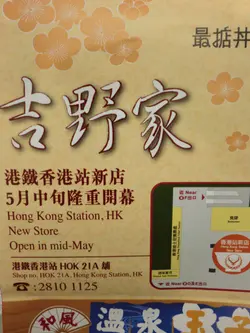 最掂丼
吉野家
港鐵香港站新店
5月中旬隆重開幕
Hong Kong Station, HK
New Store
Open in mid-May
港鐵香港站 HOK 21A 舖
Shop no. HOK 21A, Hong Kong Station, HK
☎: 2810 1125
和風
溫泉